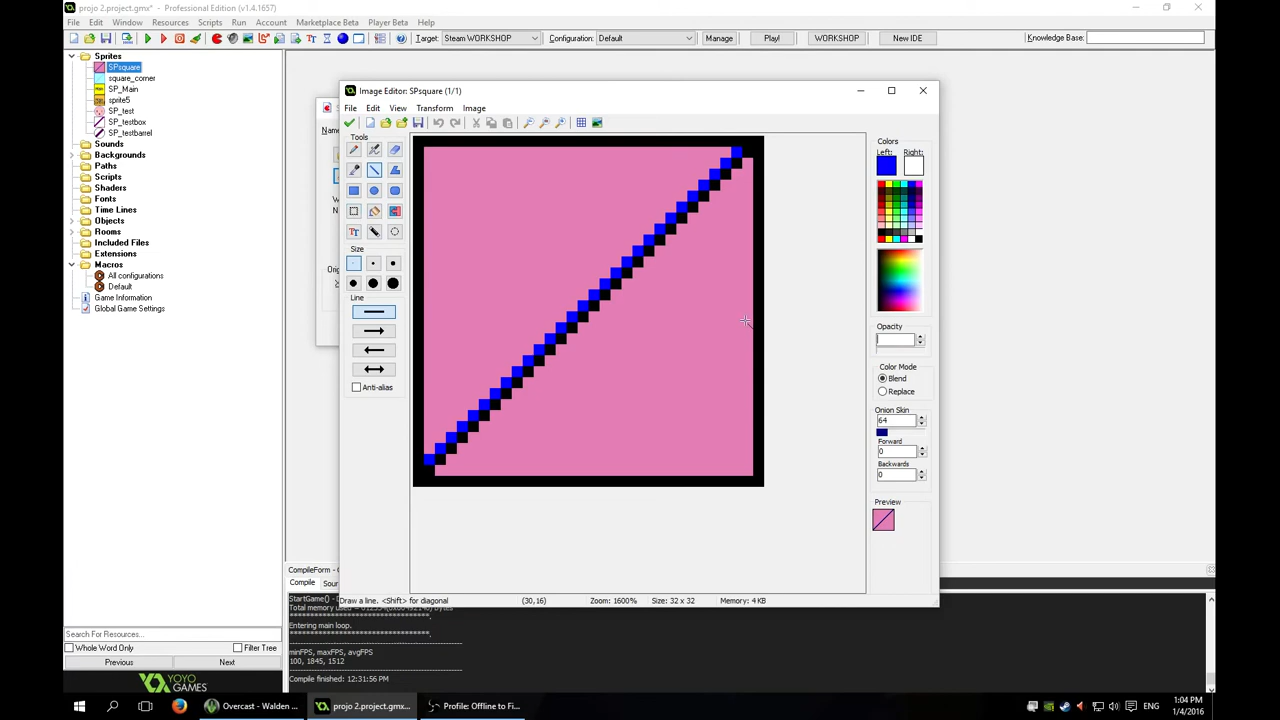 projo 2.project.gmx* - Professional Edition (v1.4.1657)
File Edit Window Resources Scripts Run Account Marketplace Beta Player Beta Help
Target: Steam WORKSHOP Configuration: Default Manage Play! WORKSHOP New IDE Knowledge Base:
Sprites
SPsquare
square_corner
SP_Main
sprite5
SP_test
SP_testbox
SP_testbarrel
Sounds
Backgrounds
Paths
Scripts
Shaders
Fonts
Time Lines
Objects
Rooms
Included Files
Extensions
Macros
All configurations
Default
Game Information
Global Game Settings
Search For Resources...
Whole Word Only Filter Tree
Previous Next
YOYO
GAMES
Image Editor: SPsquare (1/1)
File Edit View Transform Image
Tools
Size
Line
Anti-alias
Colors
Left: Right:
Opacity
Color Mode
Blend
Replace
Onion Skin
64
Forward
0
Backwards
0
Preview
Draw a line. <Shift> for diagonal (30,16) Zoom: 1600% Size: 32 x 32 Memory: 4 KB
Compile
Entering main loop.
*********************************.
minFPS, maxFPS, avgFPS
100, 1845, 1512
Compile finished: 12:31:56 PM
Overcast - Walden ... projo 2.project.gmx... Profile: Offline to Fi... ENG 1:04 PM
1/4/2016